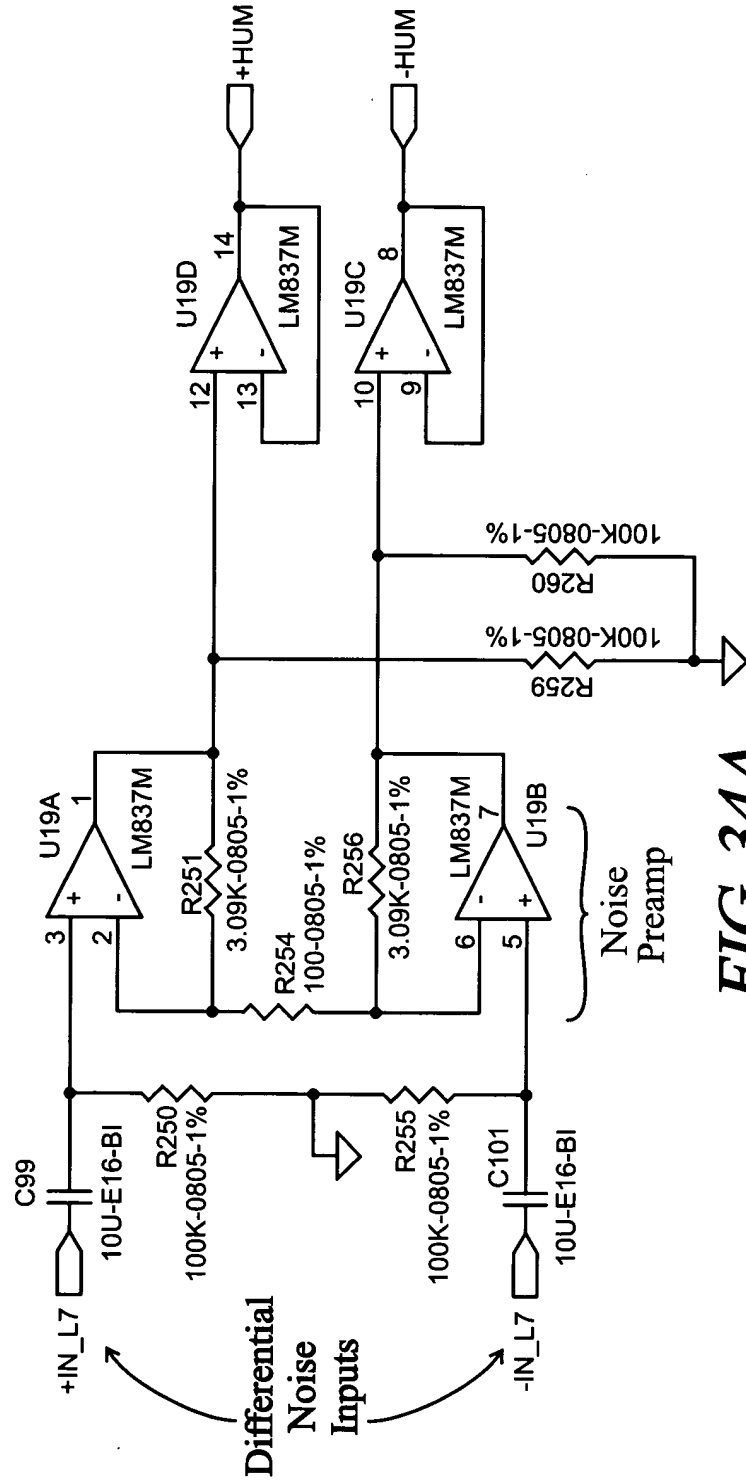 +IN_L7
C99
10U-E16-BI
R250
100K-0805-1%
R255
100K-0805-1%
C101
10U-E16-BI
-IN_L7
Differential
Noise
Inputs
3
2
+
-
1
U19A
LM837M
R251
3.09K-0805-1%
R254
100-0805-1%
R256
3.09K-0805-1%
6
5
-
+
7
LM837M
U19B
Noise
Preamp
R259
100K-0805-1%
R260
100K-0805-1%
12
13
+
-
14
U19D
LM837M
+HUM
10
9
+
-
8
U19C
LM837M
-HUM
FIG. 34A